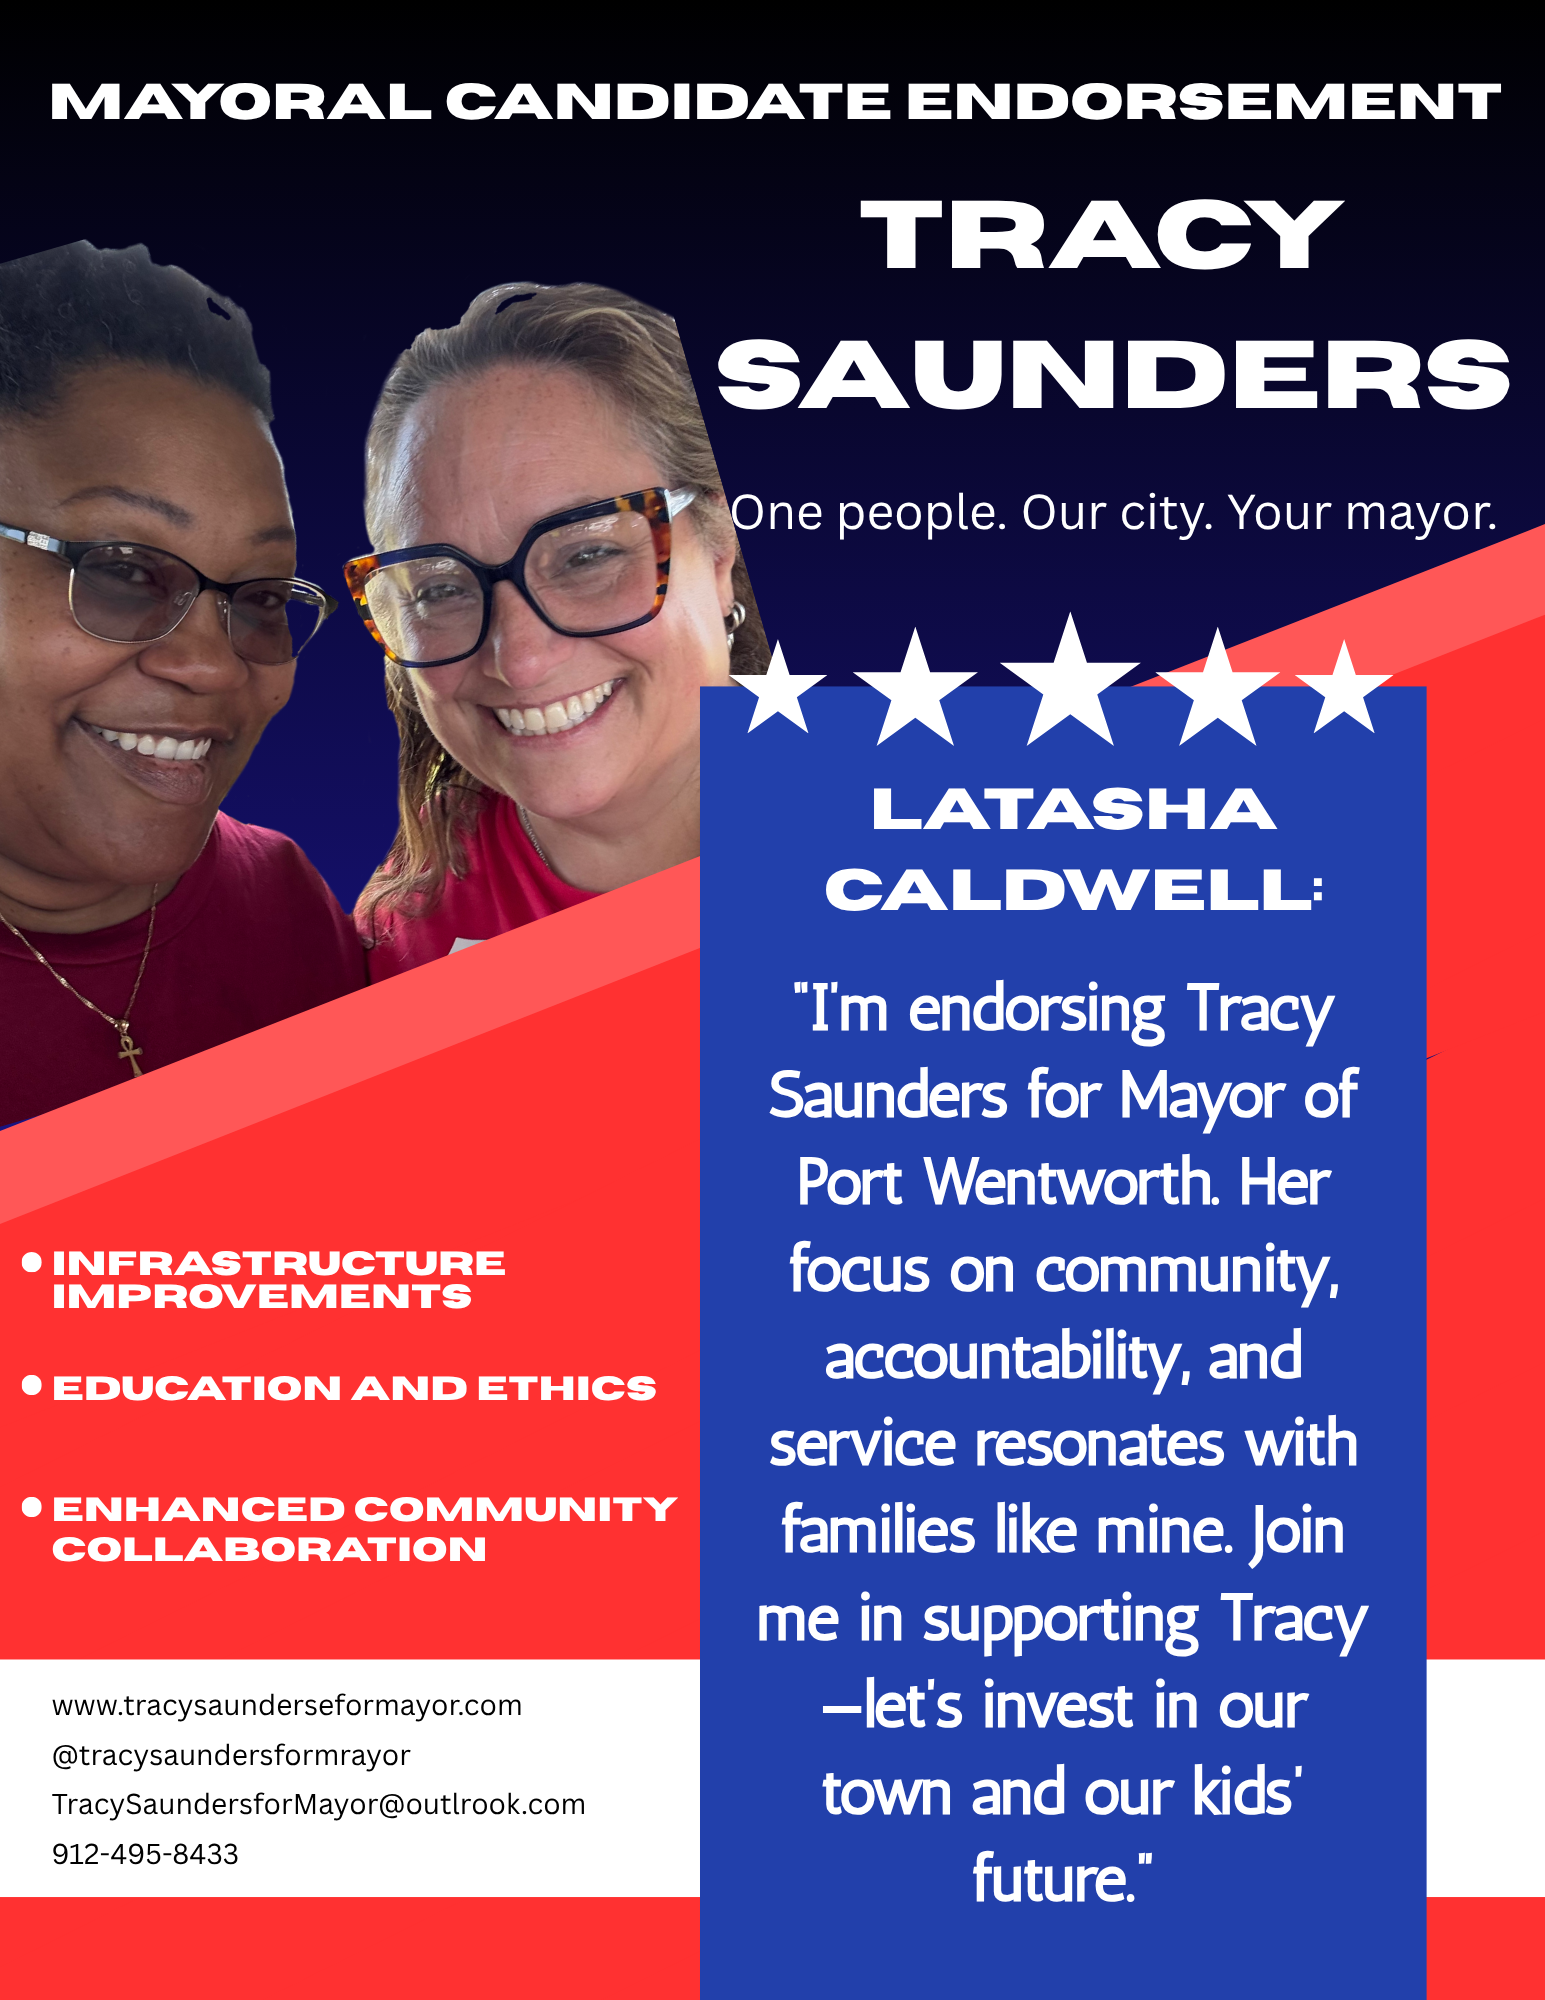 MAYORAL CANDIDATE ENDORSEMENT
TRACY
SAUNDERS
One people. Our city. Your mayor.
LATASHA
CALDWELL:
"I'm endorsing Tracy
Saunders for Mayor of
Port Wentworth. Her
focus on community,
accountability, and
service resonates with
families like mine. Join
me in supporting Tracy
—let's invest in our
town and our kids'
future."
• INFRASTRUCTURE
IMPROVEMENTS
• EDUCATION AND ETHICS
• ENHANCED COMMUNITY
COLLABORATION
www.tracysaunderseformayor.com
@tracysaundersformrayor
TracySaundersforMayor@outlrook.com
912-495-8433